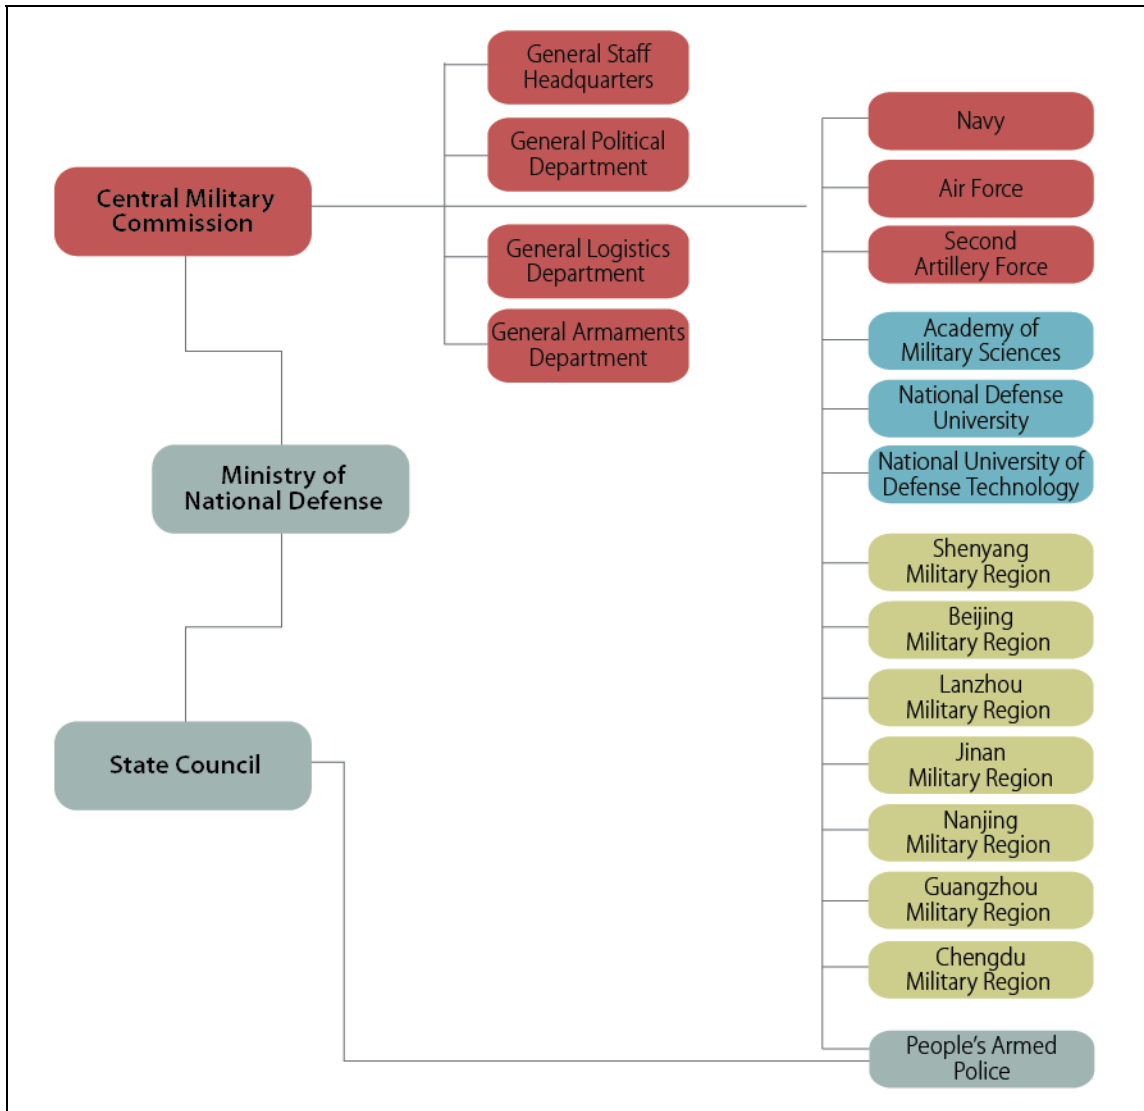 Central Military
Commission
Ministry of
National Defense
State Council
General Staff
Headquarters
General Political
Department
General Logistics
Department
General Armaments
Department
Navy
Air Force
Second
Artillery Force
Academy of
Military Sciences
National Defense
University
National University of
Defense Technology
Shenyang
Military Region
Beijing
Military Region
Lanzhou
Military Region
Jinan
Military Region
Nanjing
Military Region
Guangzhou
Military Region
Chengdu
Military Region
People’s Armed
Police